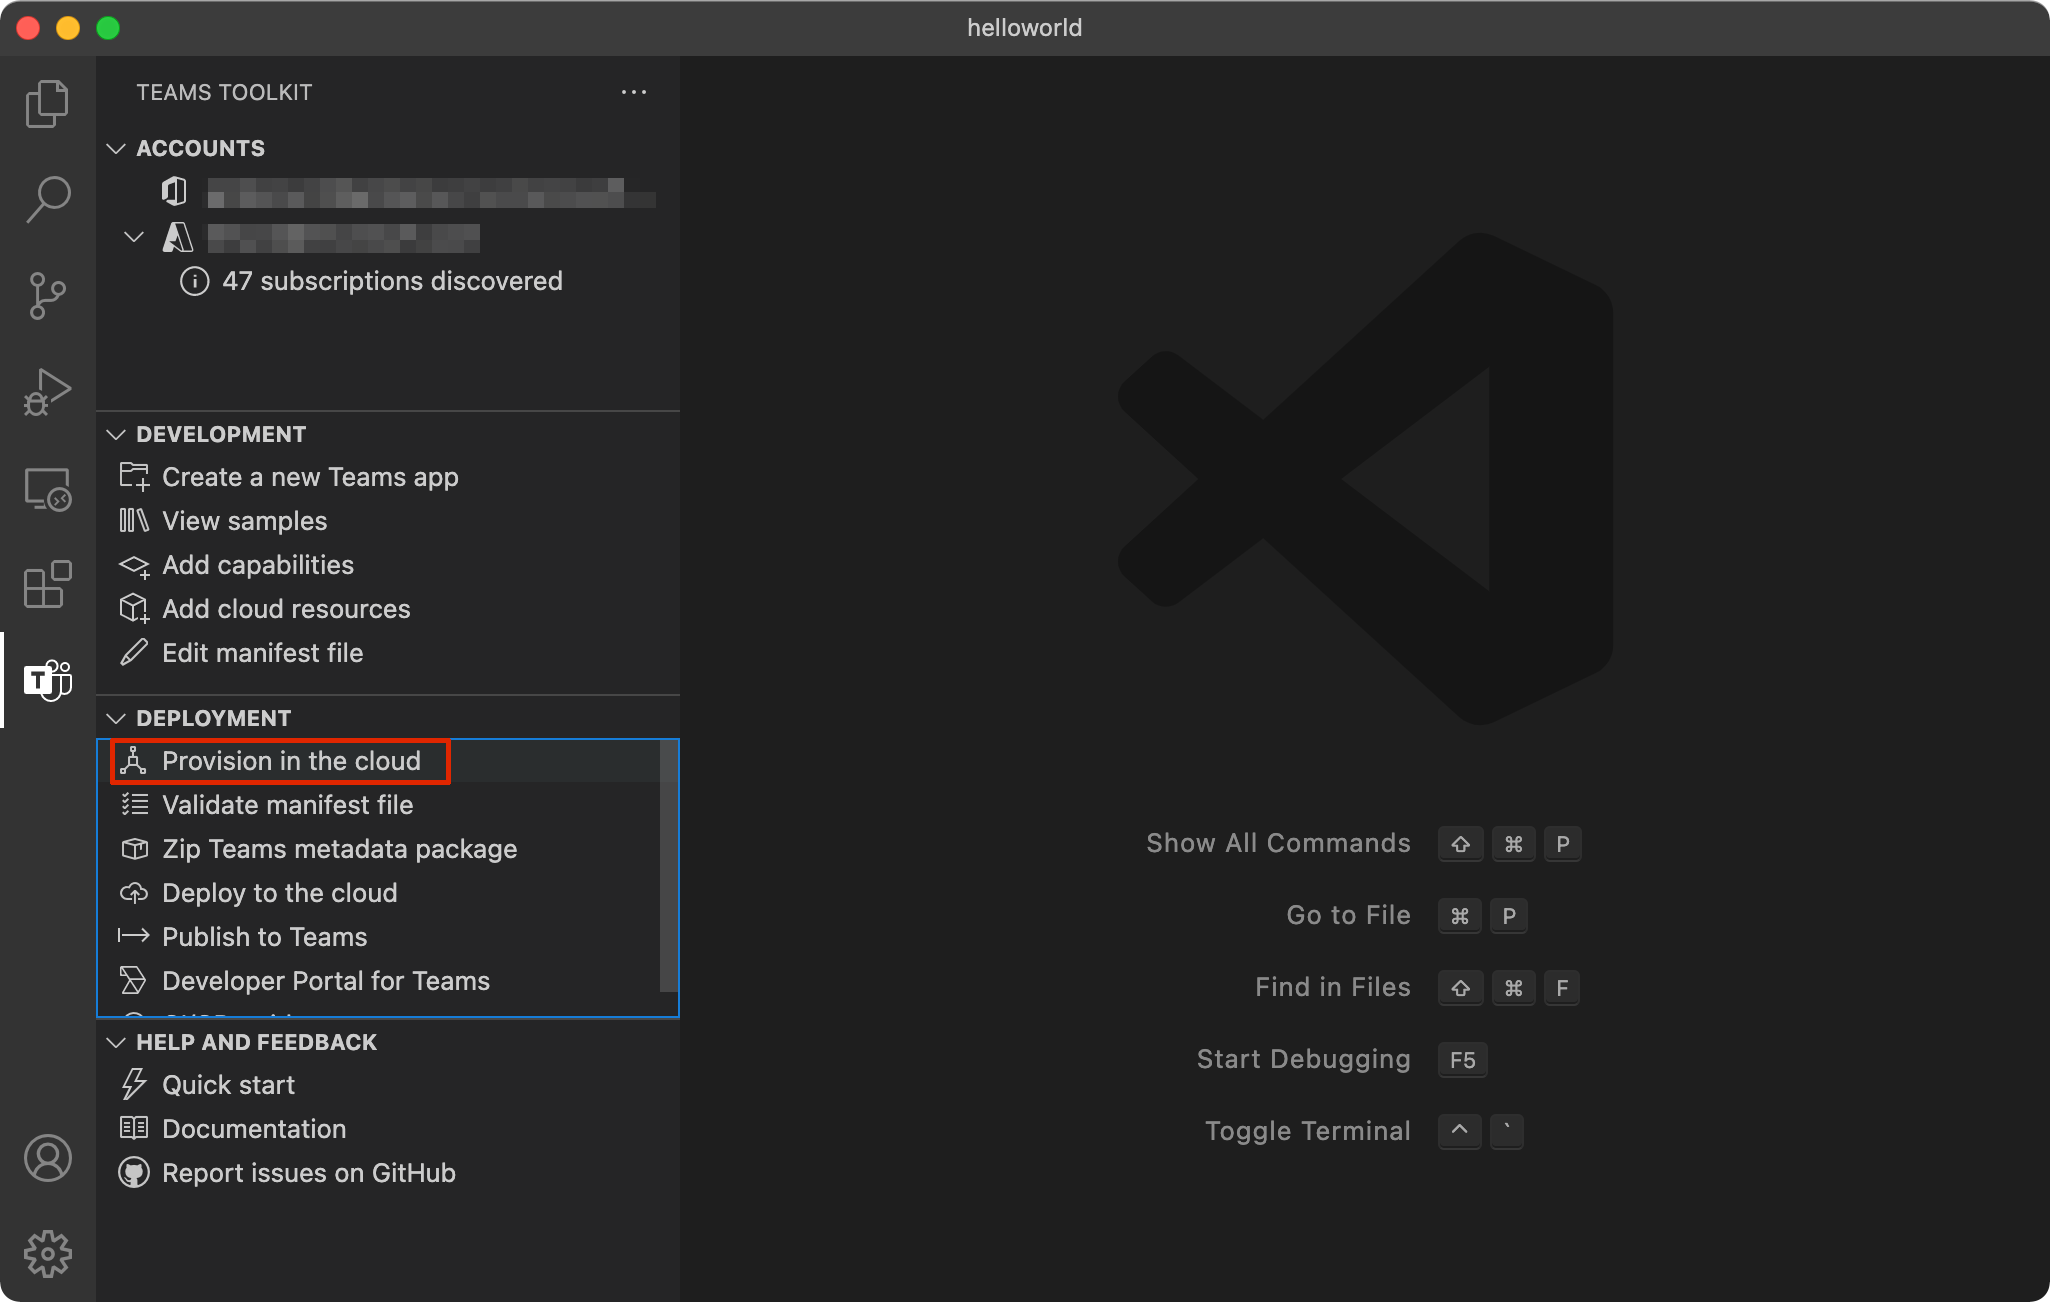 helloworld
TEAMS TOOLKIT
ACCOUNTS
47 subscriptions discovered
DEVELOPMENT
Create a new Teams app
View samples
Add capabilities
Add cloud resources
Edit manifest file
DEPLOYMENT
Provision in the cloud
Validate manifest file
Zip Teams metadata package
Deploy to the cloud
Publish to Teams
Developer Portal for Teams
HELP AND FEEDBACK
Quick start
Documentation
Report issues on GitHub
Show All Commands ⇧ ⌘ P
Go to File ⌘ P
Find in Files ⇧ ⌘ F
Start Debugging F5
Toggle Terminal ^ `